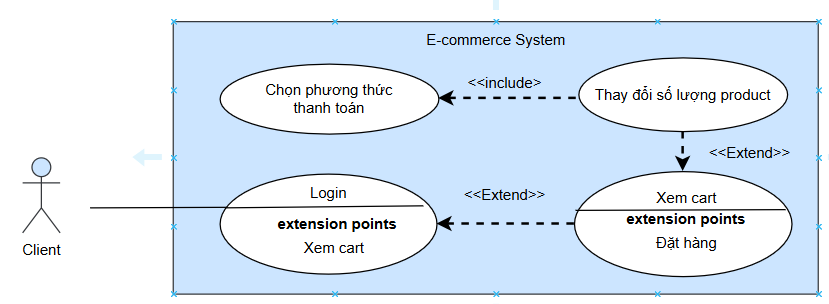 E-commerce System
Chọn phương thức
thanh toán
<<include>
Thay đổi số lượng product
<<Extend>>
Login
extension points
Xem cart
<<Extend>>
Xem cart
extension points
Đặt hàng
Client